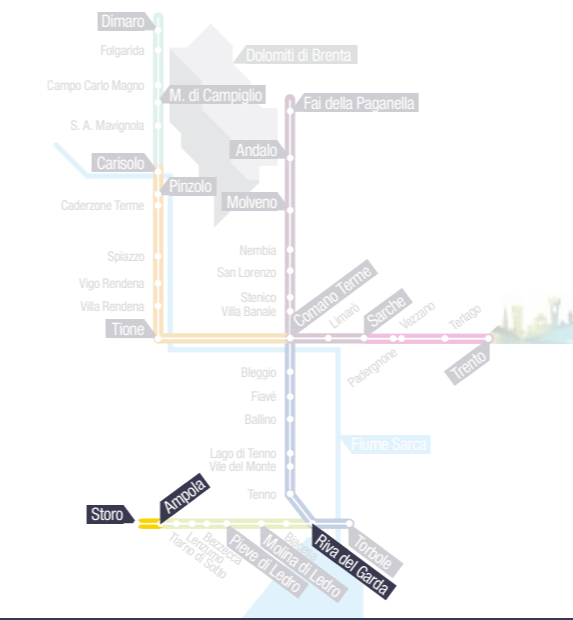 Dimaro
Folgarida
Dolomiti di Brenta
Campo Carlo Magno
M. di Campiglio
Fai della Paganella
S. A. Mavignola
Andalo
Carisolo
Pinzolo
Molveno
Caderzone Terme
Nembia
Spiazzo
San Lorenzo
Vigo Rendena
Stenico
Villa Rendena
Villa Banale
Comano Terme
Limarò
Sarche
Vezzano
Terlago
Tione
Padergnone
Trento
Bleggio
Fiavé
Ballino
Fiume Sarca
Lago di Tenno
Vile del Monte
Tenno
Ampola
Storo
Tiarno di Sotto
Lenzumo
Bezzecca
Pieve di Ledro
Molina di Ledro
Riva del Garda
Torbole